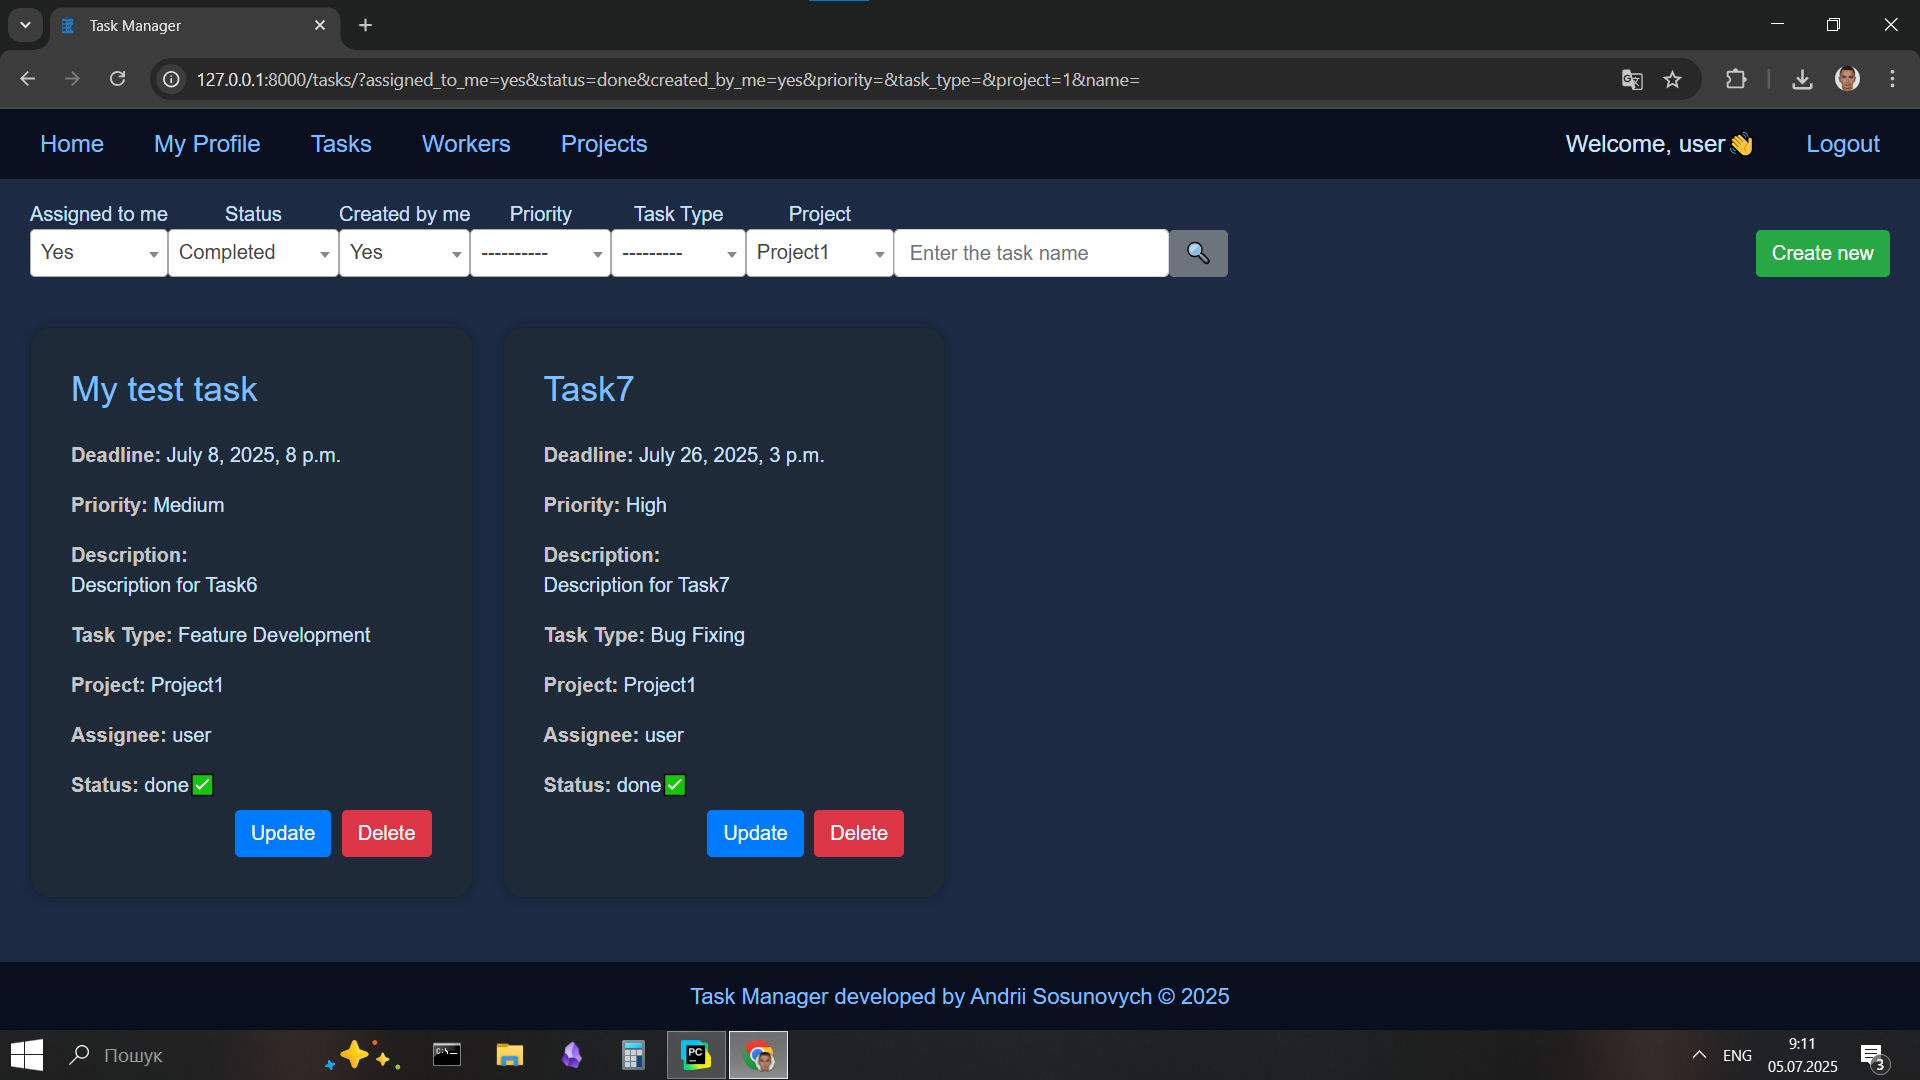 Task Manager
127.0.0.1:8000/tasks/?assigned_to_me=yes&status=done&created_by_me=yes&priority=&task_type=&project=1&name=
Home My Profile Tasks Workers Projects Welcome, user👋 Logout
Assigned to me Status Created by me Priority Task Type Project
Yes Completed Yes ---------- --------- Project1 Enter the task name 🔍 Create new
My test task
Deadline: July 8, 2025, 8 p.m.
Priority: Medium
Description:
Description for Task6
Task Type: Feature Development
Project: Project1
Assignee: user
Status: done✅
Update Delete
Task7
Deadline: July 26, 2025, 3 p.m.
Priority: High
Description:
Description for Task7
Task Type: Bug Fixing
Project: Project1
Assignee: user
Status: done✅
Update Delete
Task Manager developed by Andrii Sosunovych © 2025
Пошук
C:\_
PC
ENG
9:11
05.07.2025
3